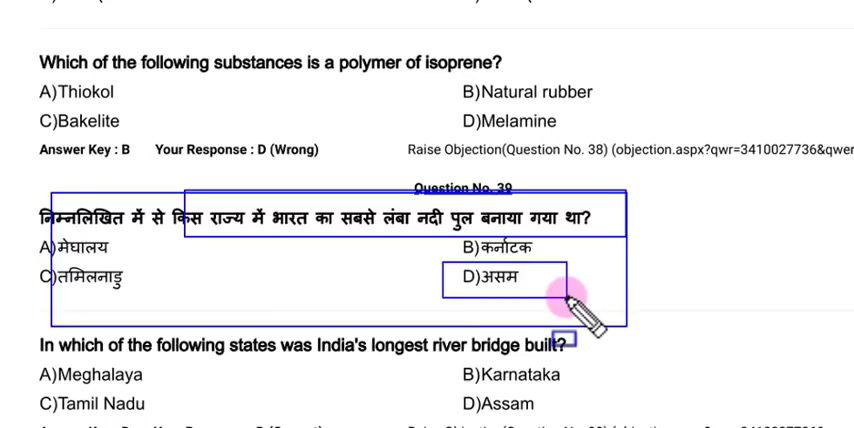 Which of the following substances is a polymer of isoprene?
A)Thiokol B)Natural rubber
C)Bakelite D)Melamine
Answer Key : B Your Response : D (Wrong) Raise Objection(Question No. 38) (objection.aspx?qwr=3410027736&qwer
Question No. 39
निम्नलिखित में से किस राज्य में भारत का सबसे लंबा नदी पुल बनाया गया था?
A)मेघालय B)कर्नाटक
C)तमिलनाडु D)असम
In which of the following states was India's longest river bridge built?
A)Meghalaya B)Karnataka
C)Tamil Nadu D)Assam